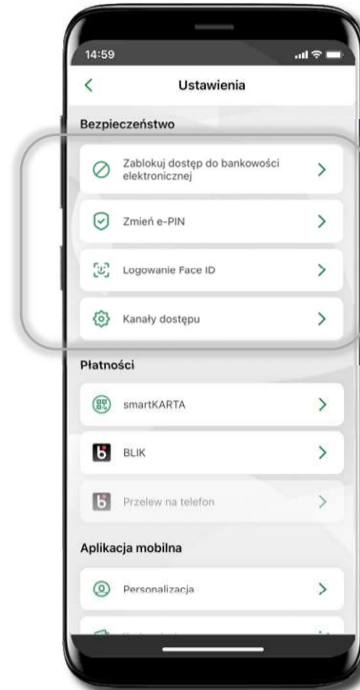 14:59
Ustawienia
Bezpieczeństwo
Zablokuj dostęp do bankowości
elektronicznej
Zmień e-PIN
Logowanie Face ID
Kanały dostępu
Płatności
smartKARTA
BLIK
Przelew na telefon
Aplikacja mobilna
Personalizacja